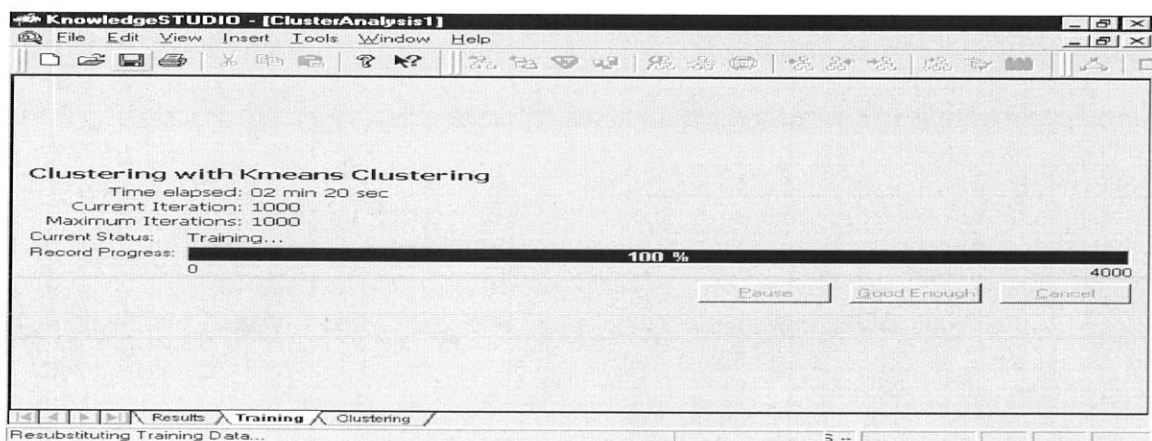 KnowledgeSTUDIO - [ClusterAnalysis1]
File Edit View Insert Tools Window Help
Clustering with Kmeans Clustering
Time elapsed: 02 min 20 sec
Current Iteration: 1000
Maximum Iterations: 1000
Current Status: Training...
Record Progress: 100 %
0 4000
Pause Good Enough Cancel
Results Training Clustering
Resubstituting Training Data...